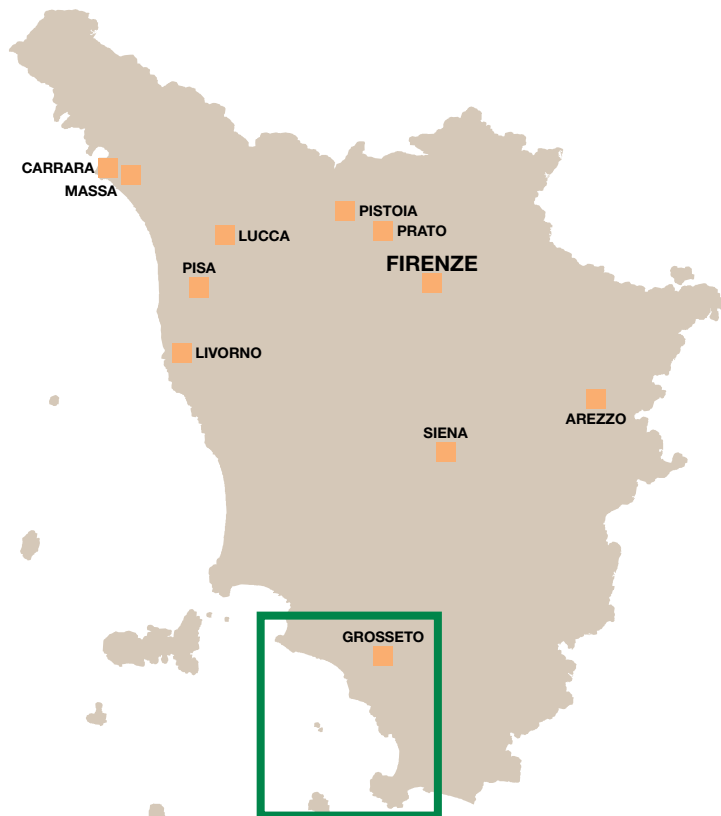 CARRARA
MASSA
PISTOIA
PRATO
LUCCA
FIRENZE
PISA
LIVORNO
AREZZO
SIENA
GROSSETO